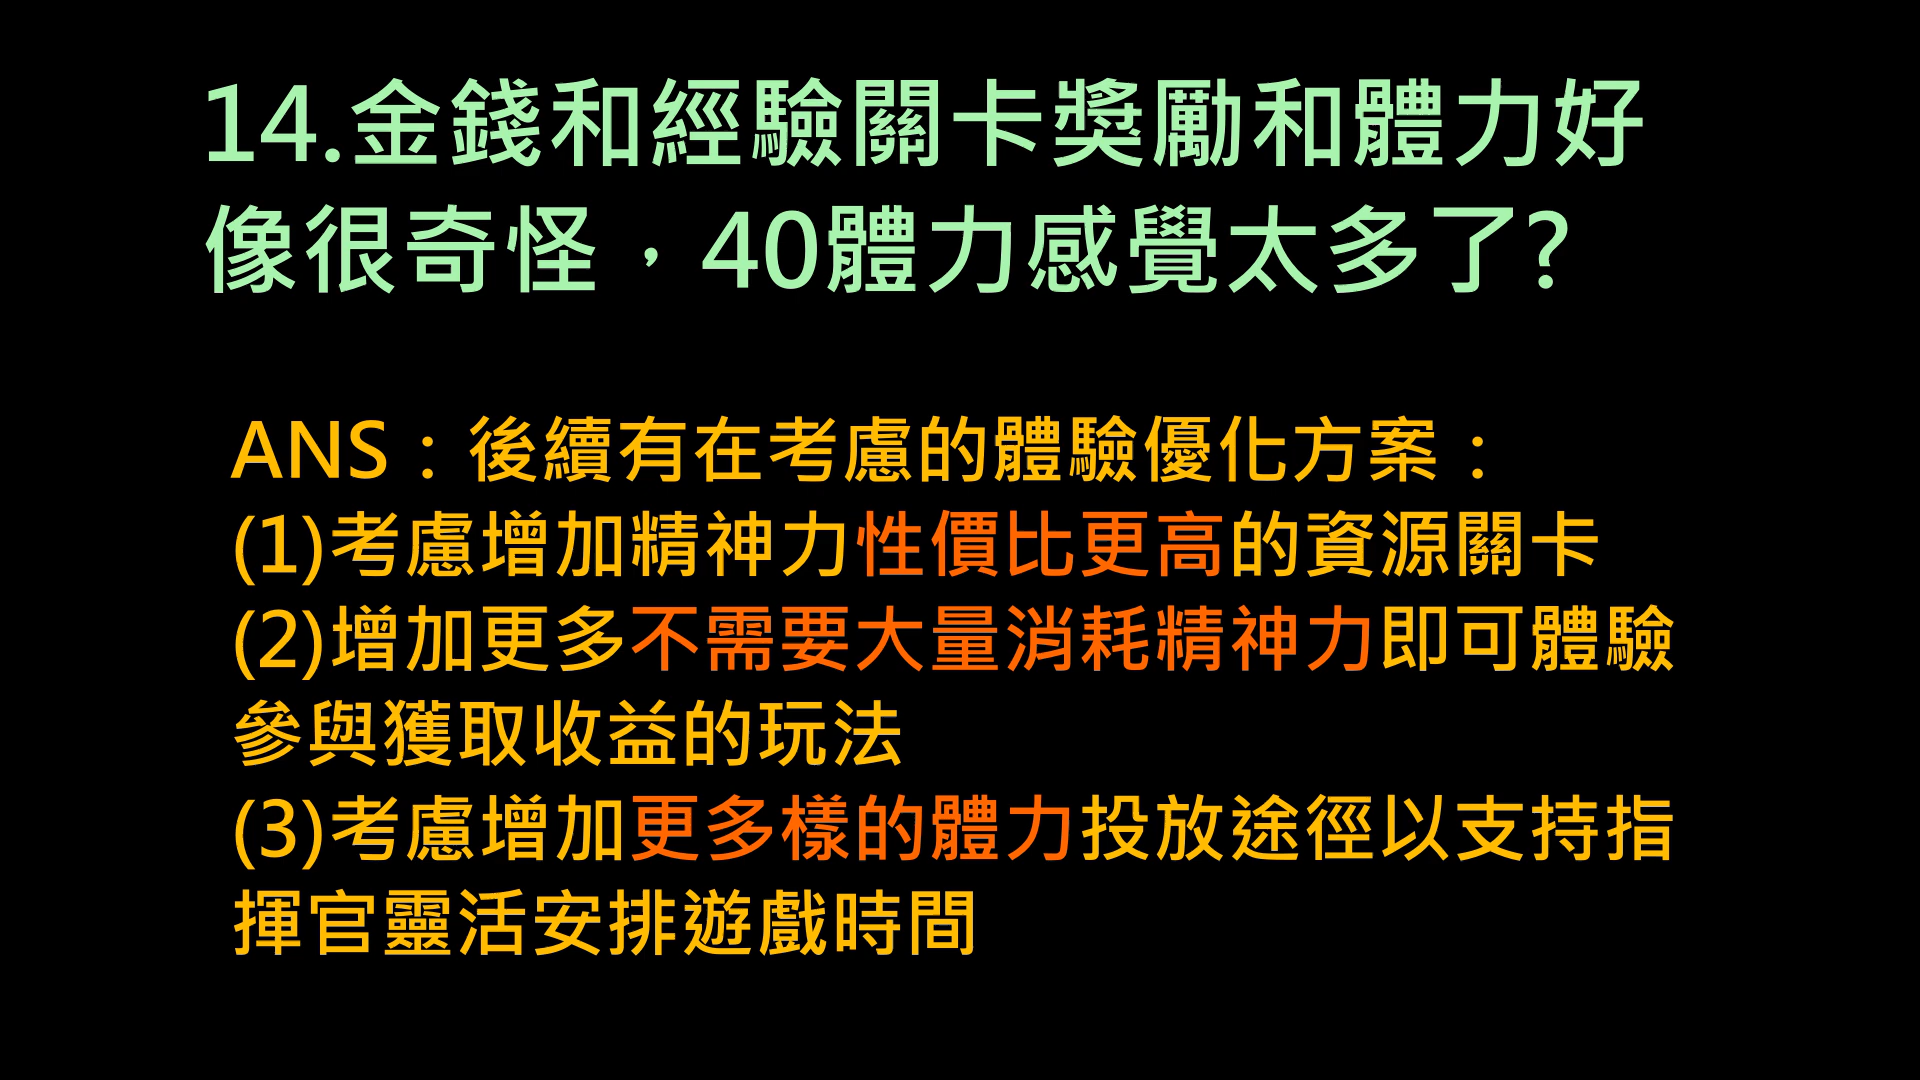 14.金錢和經驗關卡獎勵和體力好
像很奇怪，40體力感覺太多了?
ANS：後續有在考慮的體驗優化方案：
(1)考慮增加精神力性價比更高的資源關卡
(2)增加更多不需要大量消耗精神力即可體驗
參與獲取收益的玩法
(3)考慮增加更多樣的體力投放途徑以支持指
揮官靈活安排遊戲時間